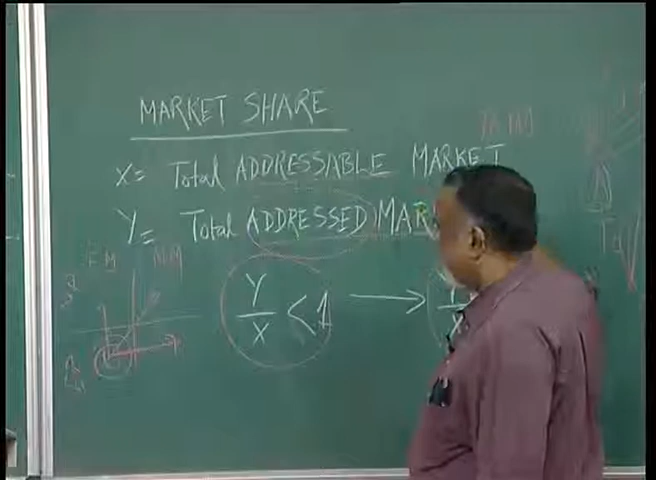 MARKET SHARE
X = Total ADDRESSABLE MARKET
Y = Total ADDRESSED MAR
Y/X < 1 → Y/X